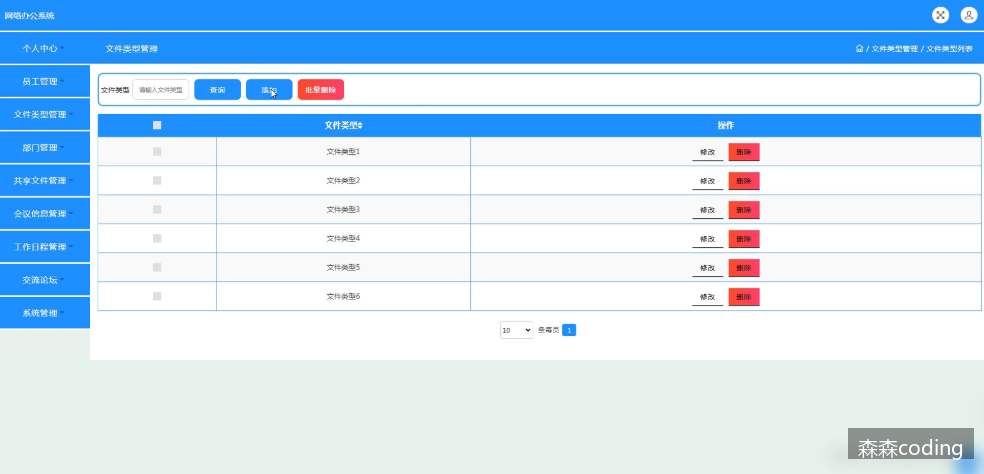 网络办公系统
个人中心
文件类型管理
/ 文件类型管理 / 文件类型列表
员工管理
文件类型管理
部门管理
共享文件管理
会议信息管理
工作日程管理
交流论坛
系统管理
文件类型 请输入文件类型 查询 添加 批量删除
文件类型 操作
文件类型1 修改 删除
文件类型2 修改 删除
文件类型3 修改 删除
文件类型4 修改 删除
文件类型5 修改 删除
文件类型6 修改 删除
10 条每页 1
森森coding